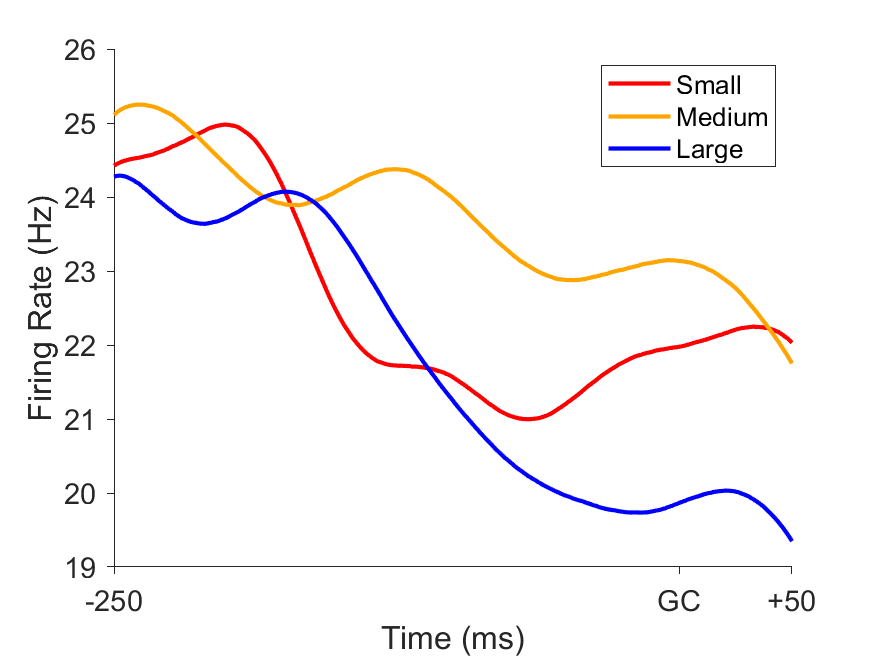 Firing Rate (Hz)
26
25
24
23
22
21
20
19
Small
Medium
Large
-250
GC
+50
Time (ms)